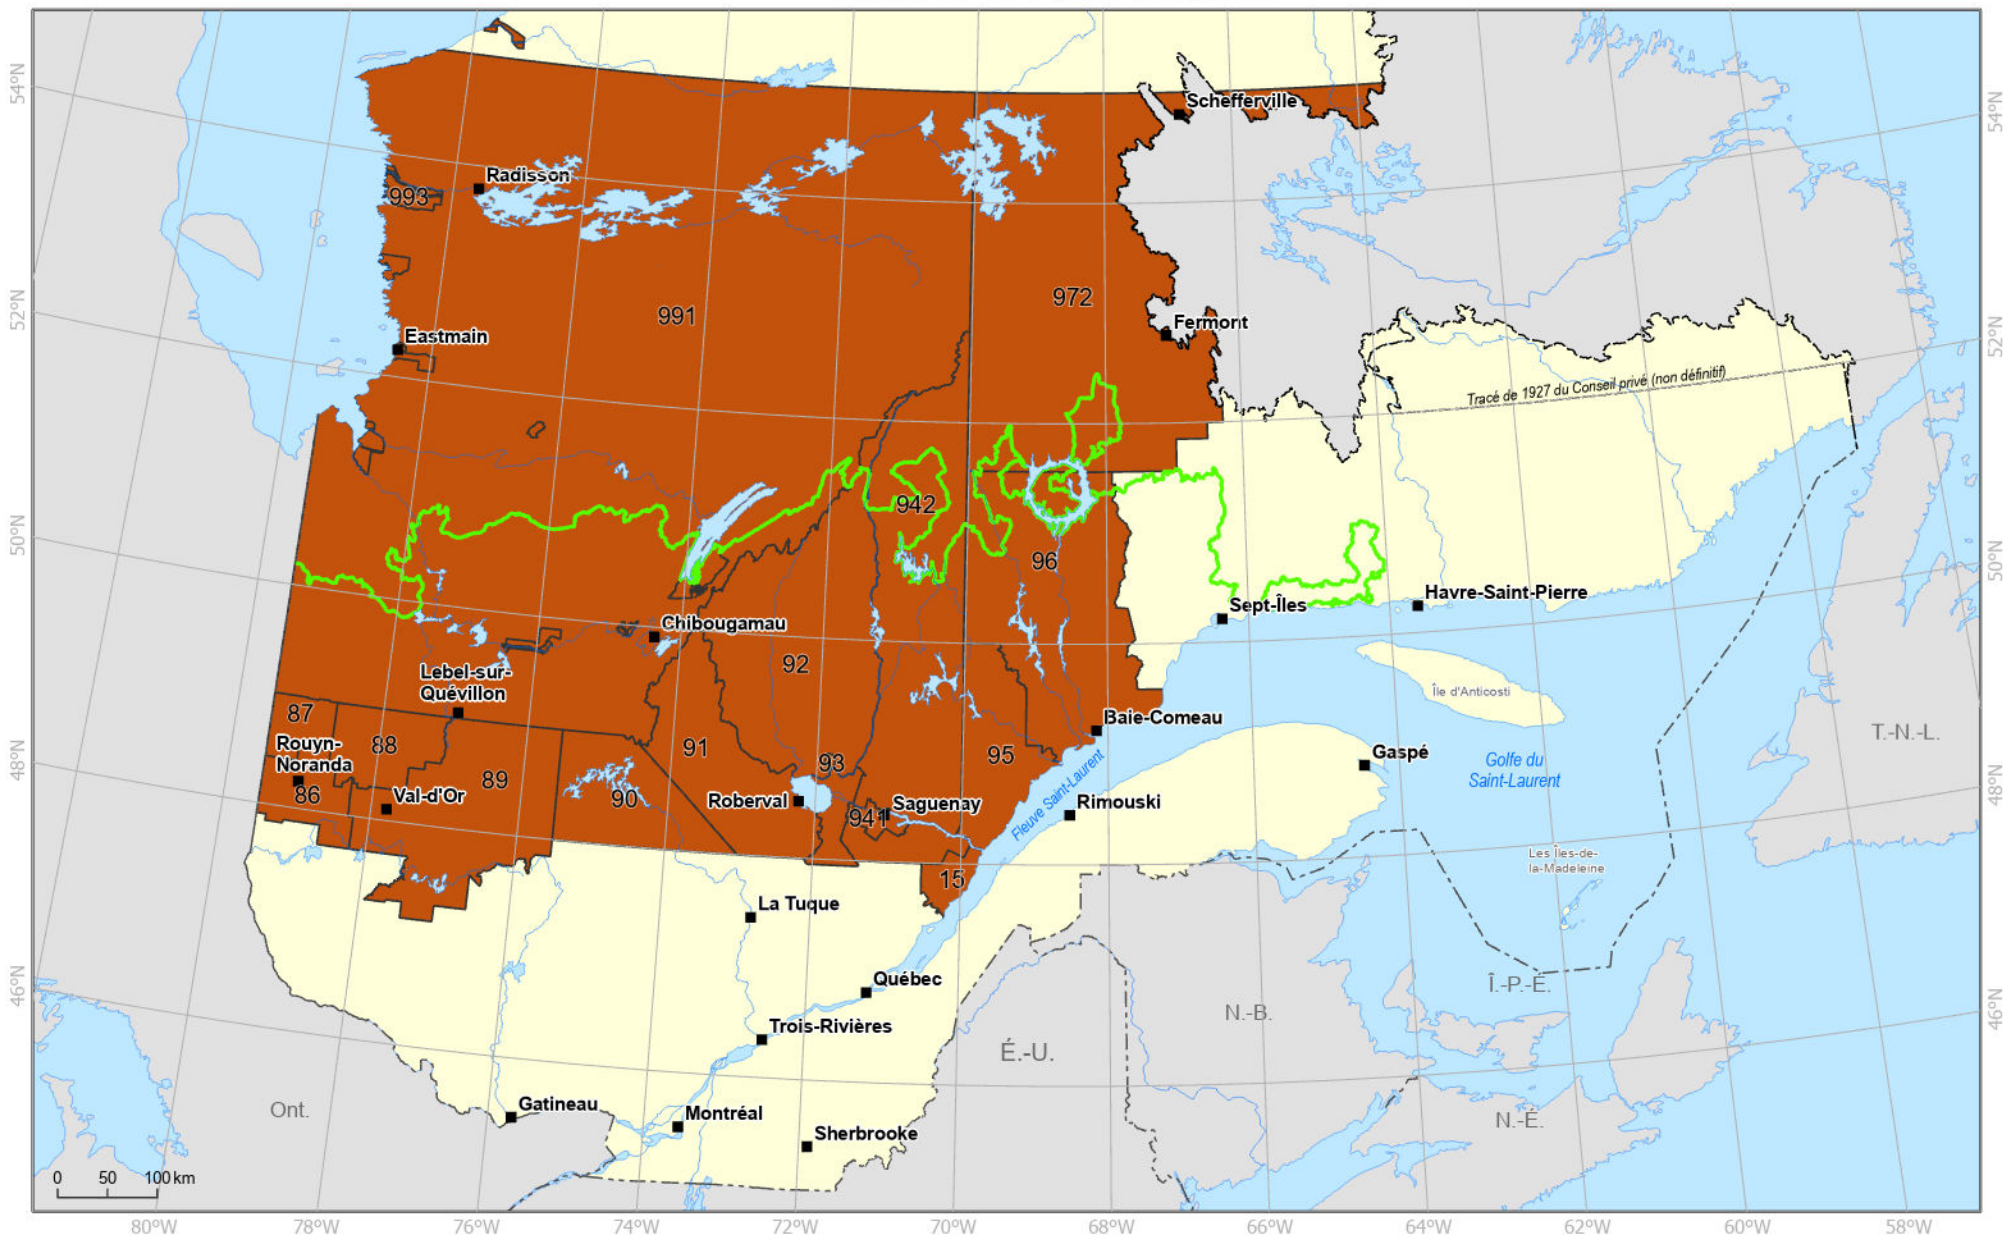 54°N
52°N
50°N
48°N
46°N
54°N
52°N
50°N
48°N
46°N
Schefferville
Radisson
993
991
972
Eastmain
Fermont
Tracé de 1927 du Conseil privé (non définitif)
942
96
Sept-Îles
Havre-Saint-Pierre
Chibougamau
92
Lebel-sur-
Quévillon
Île d'Anticosti
87
88
Rouyn-
Noranda
86
Val-d'Or
89
90
91
93
95
Baie-Comeau
Gaspé
Golfe du
Saint-Laurent
T.-N.-L.
Roberval
941
Saguenay
Fleuve Saint-Laurent
Rimouski
15
Les Îles-de-
la-Madeleine
La Tuque
Québec
Î.-P.-É.
N.-B.
Trois-Rivières
É.-U.
Ont.
Gatineau
Montréal
Sherbrooke
N.-É.
0 50 100 km
80°W 78°W 76°W 74°W 72°W 70°W 68°W 66°W 64°W 62°W 60°W 58°W